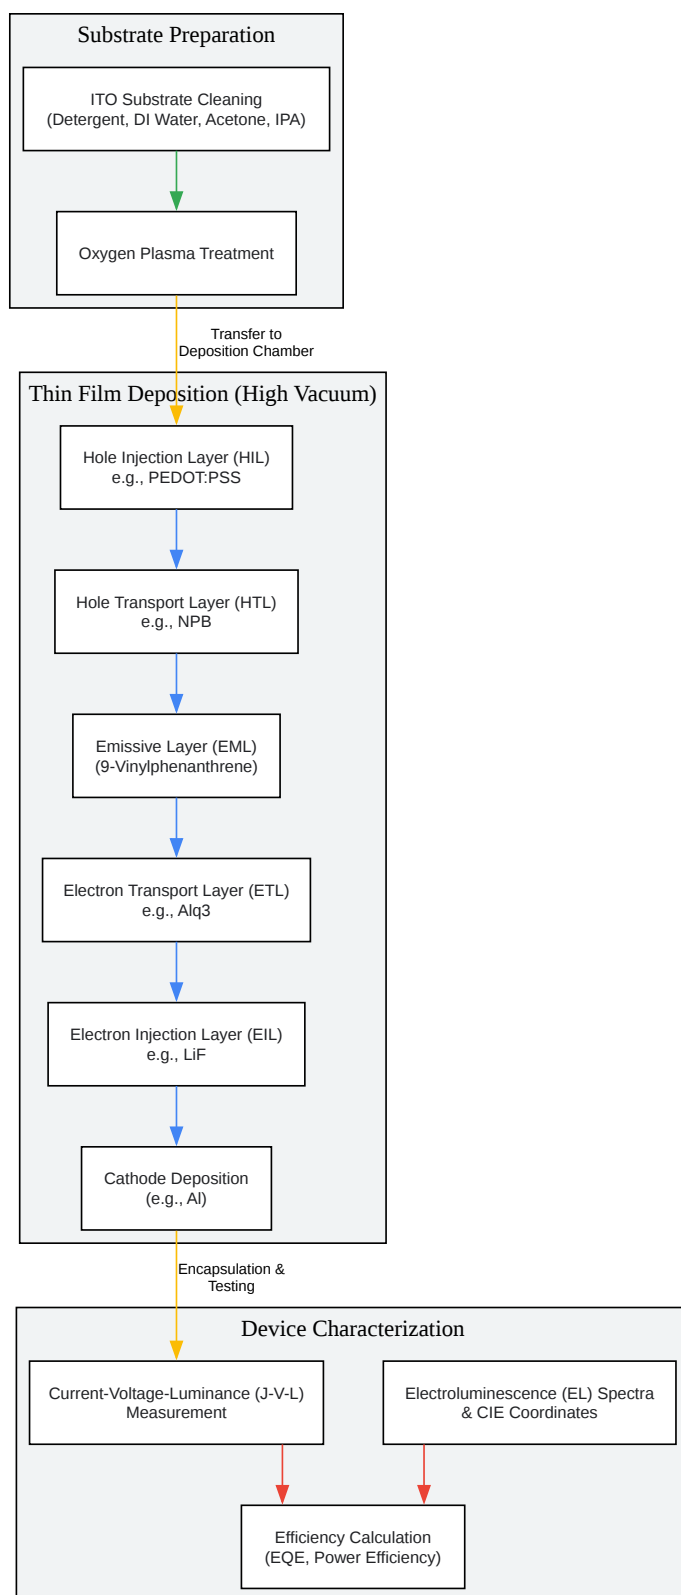 Substrate Preparation
ITO Substrate Cleaning
(Detergent, DI Water, Acetone, IPA)
Oxygen Plasma Treatment
Transfer to
Deposition Chamber
Thin Film Deposition (High Vacuum)
Hole Injection Layer (HIL)
e.g., PEDOT:PSS
Hole Transport Layer (HTL)
e.g., NPB
Emissive Layer (EML)
(9-Vinylphenanthrene)
Electron Transport Layer (ETL)
e.g., Alq3
Electron Injection Layer (EIL)
e.g., LiF
Cathode Deposition
(e.g., Al)
Encapsulation &
Testing
Device Characterization
Current-Voltage-Luminance (J-V-L)
Measurement
Electroluminescence (EL) Spectra
& CIE Coordinates
Efficiency Calculation
(EQE, Power Efficiency)